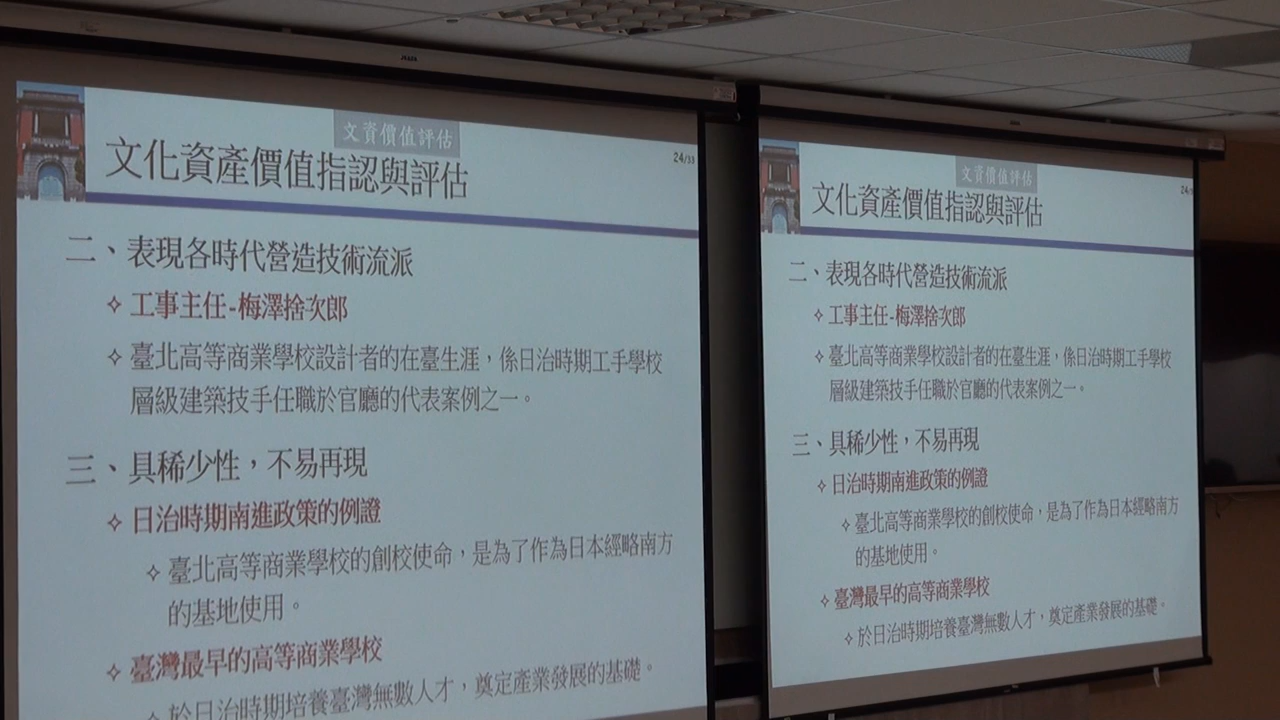 文資價值評估
文化資產價值指認與評估
24/33
二、表現各時代營造技術流派
工事主任-梅澤捨次郎
臺北高等商業學校設計者的在臺生涯，係日治時期工手學校
層級建築技手任職於官廳的代表案例之一。
三、具稀少性，不易再現
日治時期南進政策的例證
臺北高等商業學校的創校使命，是為了作為日本經略南方
的基地使用。
臺灣最早的高等商業學校
於日治時期培養臺灣無數人才，奠定產業發展的基礎。
文資價值評估
文化資產價值指認與評估
24/
二、表現各時代營造技術流派
工事主任-梅澤捨次郎
臺北高等商業學校設計者的在臺生涯，係日治時期工手學校
層級建築技手任職於官廳的代表案例之一。
三、具稀少性，不易再現
日治時期南進政策的例證
臺北高等商業學校的創校使命，是為了作為日本經略南方
的基地使用。
臺灣最早的高等商業學校
於日治時期培養臺灣無數人才，奠定產業發展的基礎。